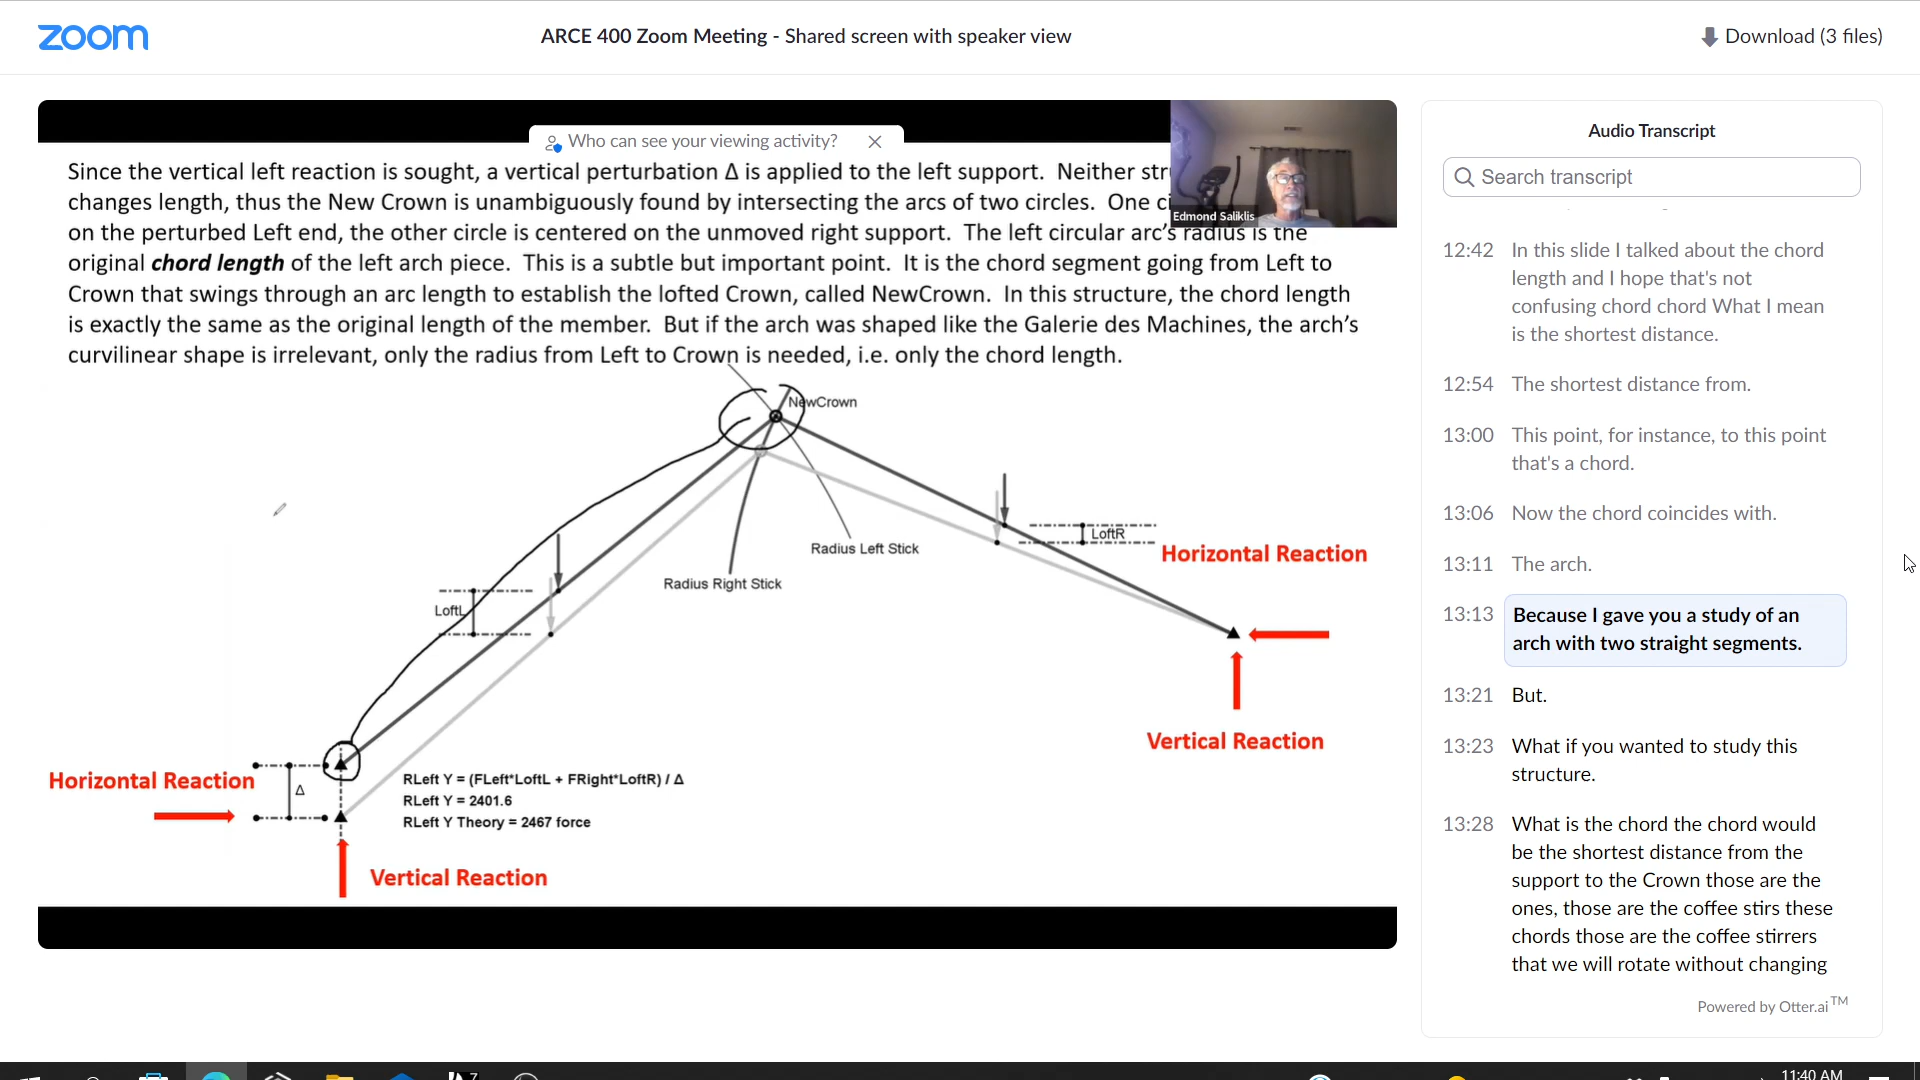 zoom
ARCE 400 Zoom Meeting - Shared screen with speaker view
Download (3 files)
Who can see your viewing activity?
Since the vertical left reaction is sought, a vertical perturbation Δ is applied to the left support. Neither
changes length, thus the New Crown is unambiguously found by intersecting the arcs of two circles. One
on the perturbed Left end, the other circle is centered on the unmoved right support. The left circular arc's radius is the
original chord length of the left arch piece. This is a subtle but important point. It is the chord segment going from Left to
Crown that swings through an arc length to establish the lofted Crown, called NewCrown. In this structure, the chord length
is exactly the same as the original length of the member. But if the arch was shaped like the Galerie des Machines, the arch's
curvilinear shape is irrelevant, only the radius from Left to Crown is needed, i.e. only the chord length.
Edmond Saliklis
NewCrown
LoftR
Radius Left Stick
Horizontal Reaction
Radius Right Stick
LoftL
Vertical Reaction
Horizontal Reaction
Δ
RLeft Y = (FLeft*LoftL + FRight*LoftR) / Δ
RLeft Y = 2401.6
RLeft Y Theory = 2467 force
Vertical Reaction
Audio Transcript
Search transcript
12:42 In this slide I talked about the chord
length and I hope that's not
confusing chord chord What I mean
is the shortest distance.
12:54 The shortest distance from.
13:00 This point, for instance, to this point
that's a chord.
13:06 Now the chord coincides with.
13:11 The arch.
13:13 Because I gave you a study of an
arch with two straight segments.
13:21 But.
13:23 What if you wanted to study this
structure.
13:28 What is the chord the chord would
be the shortest distance from the
support to the Crown those are the
ones, those are the coffee stirs these
chords those are the coffee stirrers
that we will rotate without changing
Powered by Otter.ai TM
11:40 AM